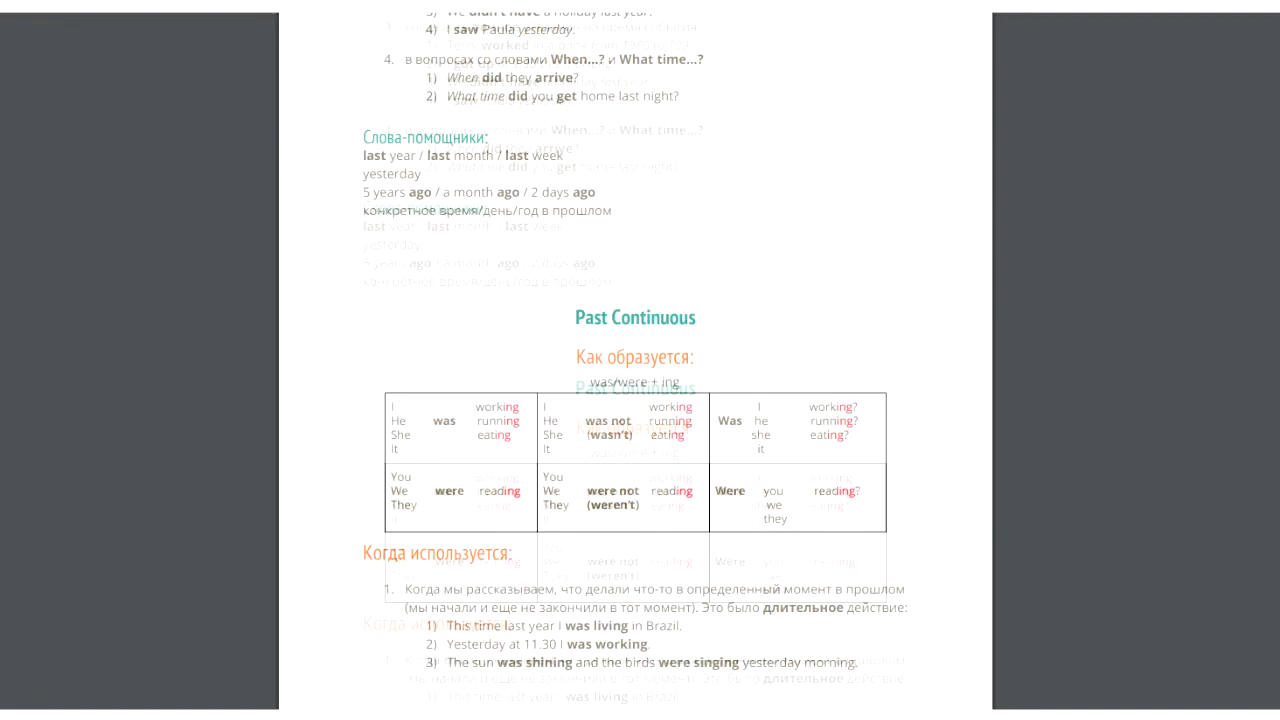 3) We didn't have a holiday last year.
4) I saw Paula yesterday.
4. в вопросах со словами When...? и What time...?
1) When did they arrive?
2) What time did you get home last night?
Слова-помощники:
last year / last month / last week
yesterday
5 years ago / a month ago / 2 days ago
конкретное время/день/год в прошлом
Past Continuous
Как образуется:
was/were + ing
I He She It was working running eating
I He She It was not (wasn't) working running eating
Was I he she it working? running? eating?
You We They were reading
You We They were not (weren't) reading
Were you we they reading?
Когда используется:
1. Когда мы рассказываем, что делали что-то в определенный момент в прошлом
(мы начали и еще не закончили в тот момент). Это было длительное действие:
1) This time last year I was living in Brazil.
2) Yesterday at 11.30 I was working.
3) The sun was shining and the birds were singing yesterday morning.